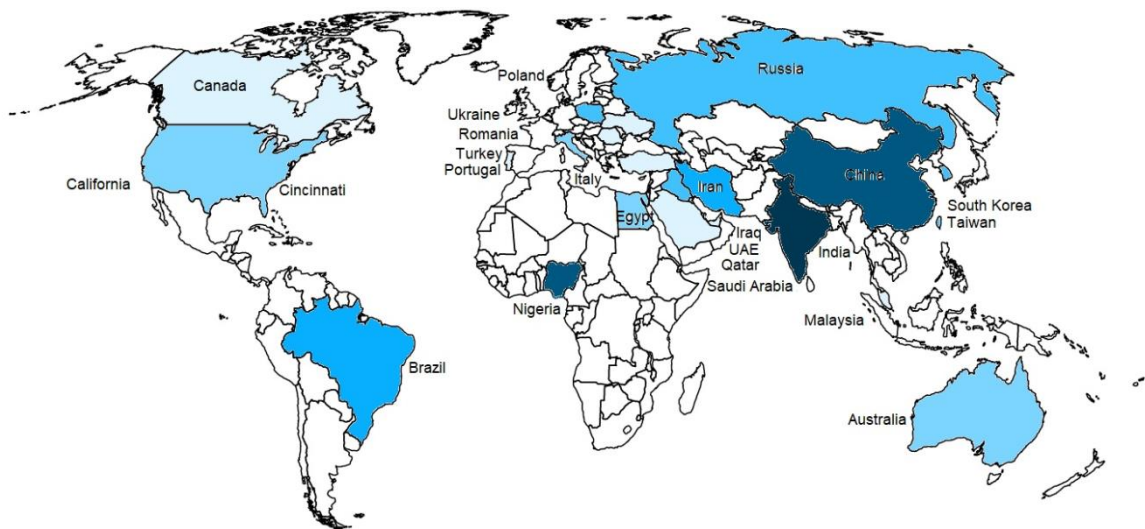 Canada
California
Cincinnati
Brazil
Poland
Ukraine
Romania
Turkey
Portugal
Italy
Egypt
Nigeria
Russia
China
Iran
Iraq
UAE
Qatar
Saudi Arabia
India
South Korea
Taiwan
Malaysia
Australia